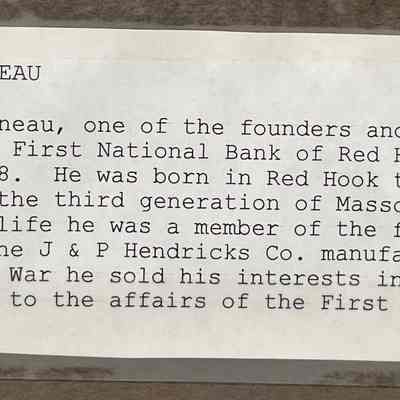 EAU
neau, one of the founders and
First National Bank of Red H
8. He was born in Red Hook t
the third generation of Masso
life he was a member of the f
ne J & P Hendricks Co. manufa
War he sold his interests in
to the affairs of the First